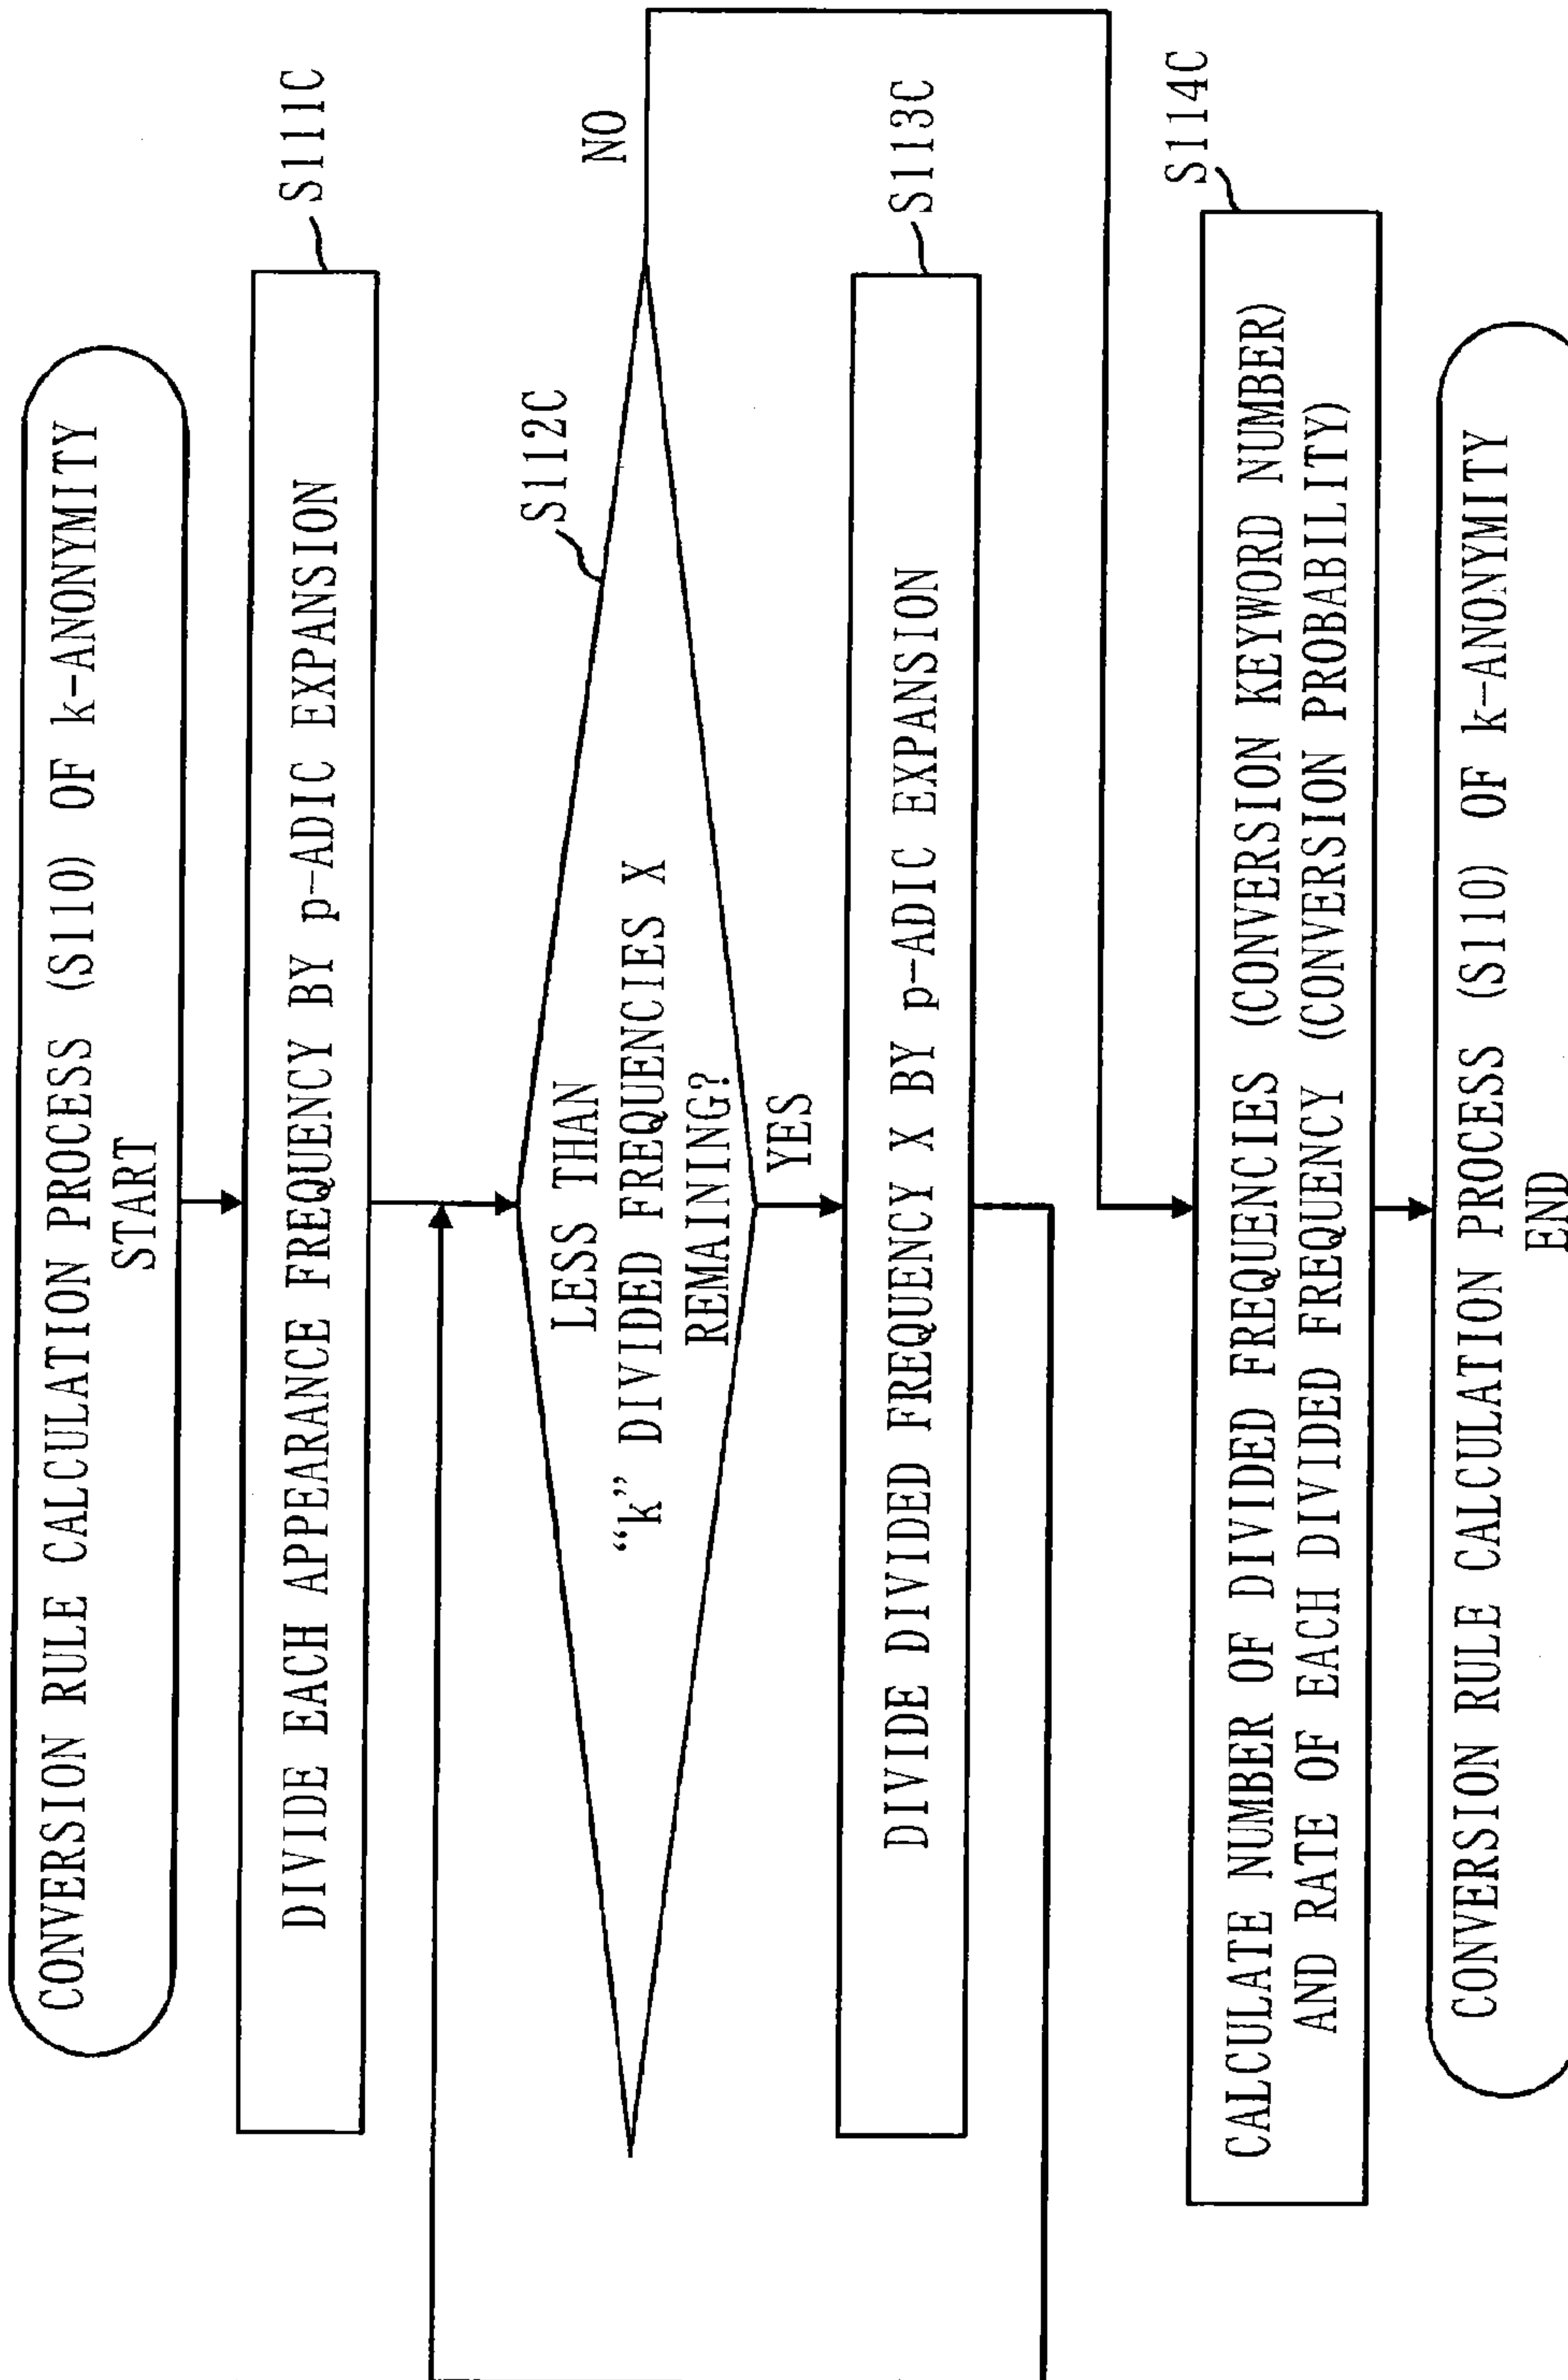 CONVERSION RULE CALCULATION PROCESS (S110) OF k-ANONYMITY
START
S111C
DIVIDE EACH APPEARANCE FREQUENCY BY p-ADIC EXPANSION
S112C
NO
LESS THAN
“k” DIVIDED FREQUENCIES X
REMAINING?
YES
S113C
DIVIDE DIVIDED FREQUENCY X BY p-ADIC EXPANSION
S114C
CALCULATE NUMBER OF DIVIDED FREQUENCIES (CONVERSION KEYWORD NUMBER)
AND RATE OF EACH DIVIDED FREQUENCY (CONVERSION PROBABILITY)
CONVERSION RULE CALCULATION PROCESS (S110) OF k-ANONYMITY
END